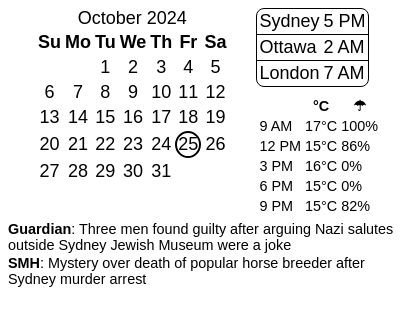 October 2024
Su Mo Tu We Th Fr Sa
1 2 3 4 5
6 7 8 9 10 11 12
13 14 15 16 17 18 19
20 21 22 23 24 25 26
27 28 29 30 31
Sydney 5 PM
Ottawa 2 AM
London 7 AM
°C ☂
9 AM 17°C 100%
12 PM 15°C 86%
3 PM 16°C 0%
6 PM 15°C 0%
9 PM 15°C 82%
Guardian: Three men found guilty after arguing Nazi salutes
outside Sydney Jewish Museum were a joke
SMH: Mystery over death of popular horse breeder after
Sydney murder arrest